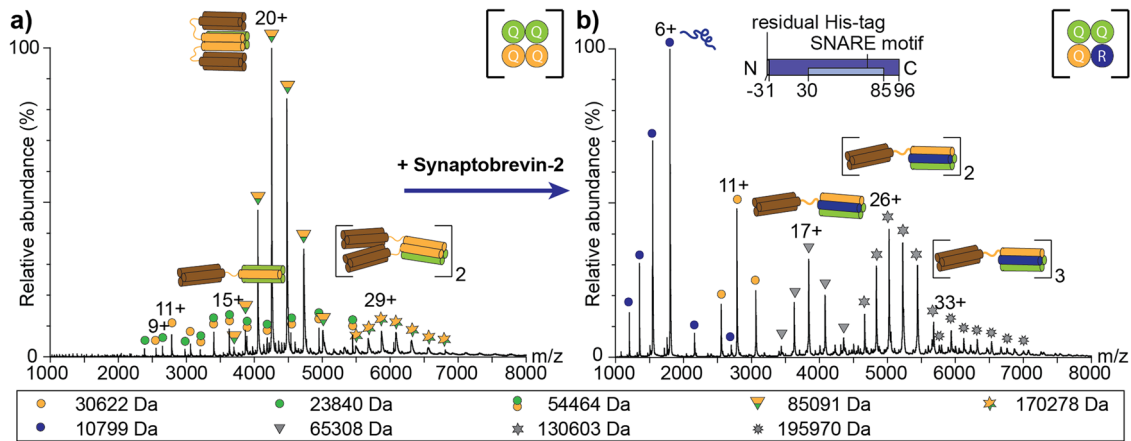 a)
20+
Q Q
Q Q
100
Relative abundance (%)
0
9+
11+
15+
29+
2
m/z
1000 2000 3000 4000 5000 6000 7000 8000
+ Synaptobrevin-2
b)
6+
residual His-tag
SNARE motif
N
C
-31
30
85
96
Q Q
Q R
100
Relative abundance (%)
0
11+
17+
26+
33+
2
3
m/z
1000 2000 3000 4000 5000 6000 7000 8000
30622 Da
23840 Da
54464 Da
85091 Da
170278 Da
10799 Da
65308 Da
130603 Da
195970 Da